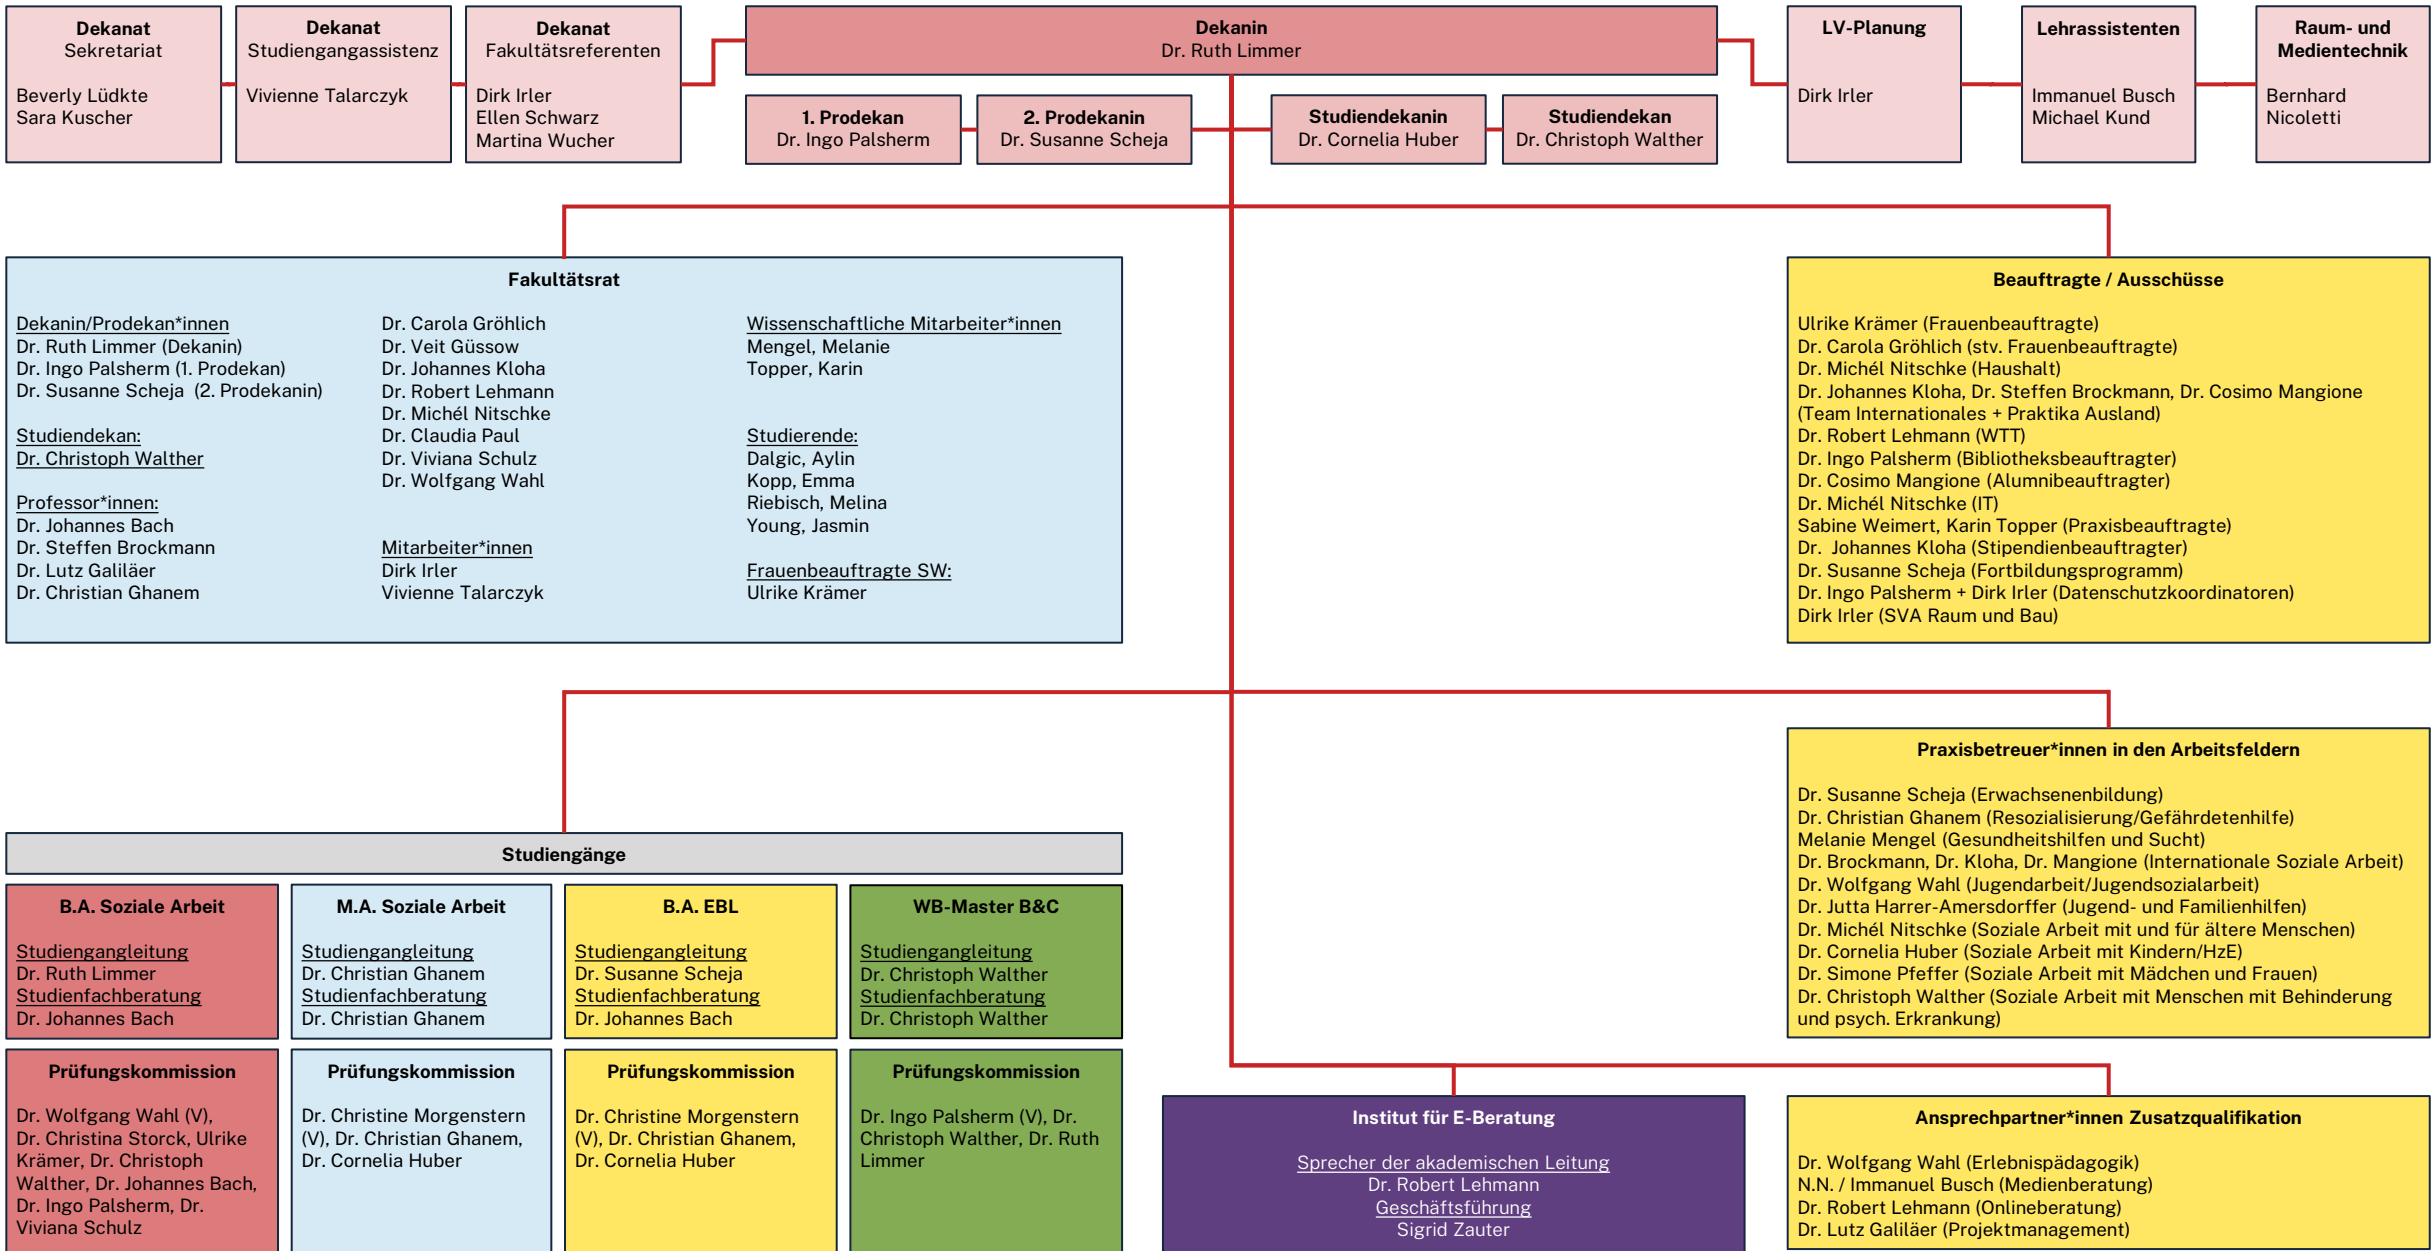 Dekanat
Sekretariat
Beverly Lüdkte
Sara Kuscher
Dekanat
Studiengangassistenz
Vivienne Talarczyk
Dekanat
Fakultätsreferenten
Dirk Irler
Ellen Schwarz
Martina Wucher
Dekanin
Dr. Ruth Limmer
1. Prodekan
Dr. Ingo Palsherm
2. Prodekanin
Dr. Susanne Scheja
Studiendekanin
Dr. Cornelia Huber
Studiendekan
Dr. Christoph Walther
LV-Planung
Dirk Irler
Lehrassistenten
Immanuel Busch
Michael Kund
Raum- und
Medientechnik
Bernhard
Nicoletti
Fakultätsrat
Dekanin/Prodekan*innen
Dr. Ruth Limmer (Dekanin)
Dr. Ingo Palsherm (1. Prodekan)
Dr. Susanne Scheja (2. Prodekanin)
Studiendekan:
Dr. Christoph Walther
Professor*innen:
Dr. Johannes Bach
Dr. Steffen Brockmann
Dr. Lutz Galiläer
Dr. Christian Ghanem
Dr. Carola Gröhlich
Dr. Veit Güssow
Dr. Johannes Kloha
Dr. Robert Lehmann
Dr. Michél Nitschke
Dr. Claudia Paul
Dr. Viviana Schulz
Dr. Wolfgang Wahl
Mitarbeiter*innen
Dirk Irler
Vivienne Talarczyk
Wissenschaftliche Mitarbeiter*innen
Mengel, Melanie
Topper, Karin
Studierende:
Dalgic, Aylin
Kopp, Emma
Riebisch, Melina
Young, Jasmin
Frauenbeauftragte SW:
Ulrike Krämer
Beauftragte / Ausschüsse
Ulrike Krämer (Frauenbeauftragte)
Dr. Carola Gröhlich (stv. Frauenbeauftragte)
Dr. Michél Nitschke (Haushalt)
Dr. Johannes Kloha, Dr. Steffen Brockmann, Dr. Cosimo Mangione
(Team Internationales + Praktika Ausland)
Dr. Robert Lehmann (WTT)
Dr. Ingo Palsherm (Bibliotheksbeauftragter)
Dr. Cosimo Mangione (Alumnibeauftragter)
Dr. Michél Nitschke (IT)
Sabine Weimert, Karin Topper (Praxisbeauftragte)
Dr. Johannes Kloha (Stipendienbeauftragter)
Dr. Susanne Scheja (Fortbildungsprogramm)
Dr. Ingo Palsherm + Dirk Irler (Datenschutzkoordinatoren)
Dirk Irler (SVA Raum und Bau)
Praxisbetreuer*innen in den Arbeitsfeldern
Dr. Susanne Scheja (Erwachsenenbildung)
Dr. Christian Ghanem (Resozialisierung/Gefährdetenhilfe)
Melanie Mengel (Gesundheitshilfen und Sucht)
Dr. Brockmann, Dr. Kloha, Dr. Mangione (Internationale Soziale Arbeit)
Dr. Wolfgang Wahl (Jugendarbeit/Jugendsozialarbeit)
Dr. Jutta Harrer-Amersdorffer (Jugend- und Familienhilfen)
Dr. Michél Nitschke (Soziale Arbeit mit und für ältere Menschen)
Dr. Cornelia Huber (Soziale Arbeit mit Kindern/HzE)
Dr. Simone Pfeffer (Soziale Arbeit mit Mädchen und Frauen)
Dr. Christoph Walther (Soziale Arbeit mit Menschen mit Behinderung
und psych. Erkrankung)
Studiengänge
B.A. Soziale Arbeit
Studiengangleitung
Dr. Ruth Limmer
Studienfachberatung
Dr. Johannes Bach
M.A. Soziale Arbeit
Studiengangleitung
Dr. Christian Ghanem
Studienfachberatung
Dr. Christian Ghanem
B.A. EBL
Studiengangleitung
Dr. Susanne Scheja
Studienfachberatung
Dr. Johannes Bach
WB-Master B&C
Studiengangleitung
Dr. Christoph Walther
Studienfachberatung
Dr. Christoph Walther
Prüfungskommission
Dr. Wolfgang Wahl (V),
Dr. Christina Storck, Ulrike
Krämer, Dr. Christoph
Walther, Dr. Johannes Bach,
Dr. Ingo Palsherm, Dr.
Viviana Schulz
Prüfungskommission
Dr. Christine Morgenstern
(V), Dr. Christian Ghanem,
Dr. Cornelia Huber
Prüfungskommission
Dr. Christine Morgenstern
(V), Dr. Christian Ghanem,
Dr. Cornelia Huber
Prüfungskommission
Dr. Ingo Palsherm (V), Dr.
Christoph Walther, Dr. Ruth
Limmer
Institut für E-Beratung
Sprecher der akademischen Leitung
Dr. Robert Lehmann
Geschäftsführung
Sigrid Zauter
Ansprechpartner*innen Zusatzqualifikation
Dr. Wolfgang Wahl (Erlebnispädagogik)
N.N. / Immanuel Busch (Medienberatung)
Dr. Robert Lehmann (Onlineberatung)
Dr. Lutz Galiläer (Projektmanagement)